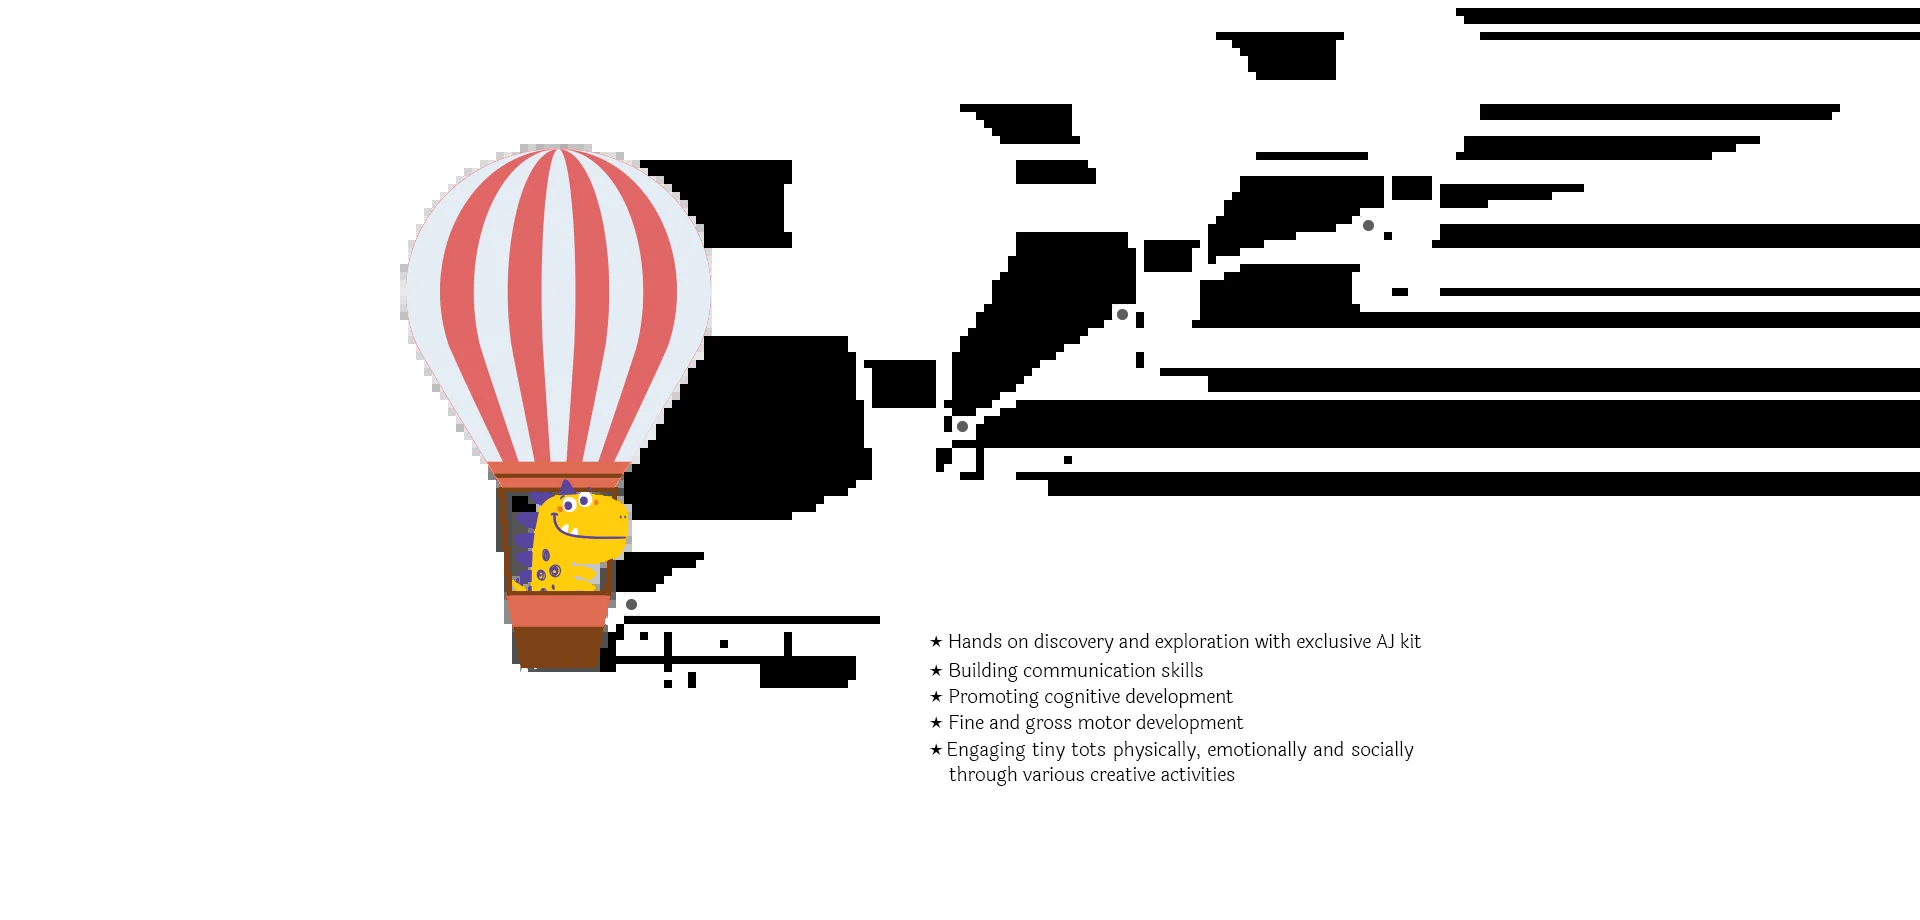 ★ Hands on discovery and exploration with exclusive AJ kit
★ Building communication skills
★ Promoting cognitive development
★ Fine and gross motor development
★ Engaging tiny tots physically, emotionally and socially
through various creative activities